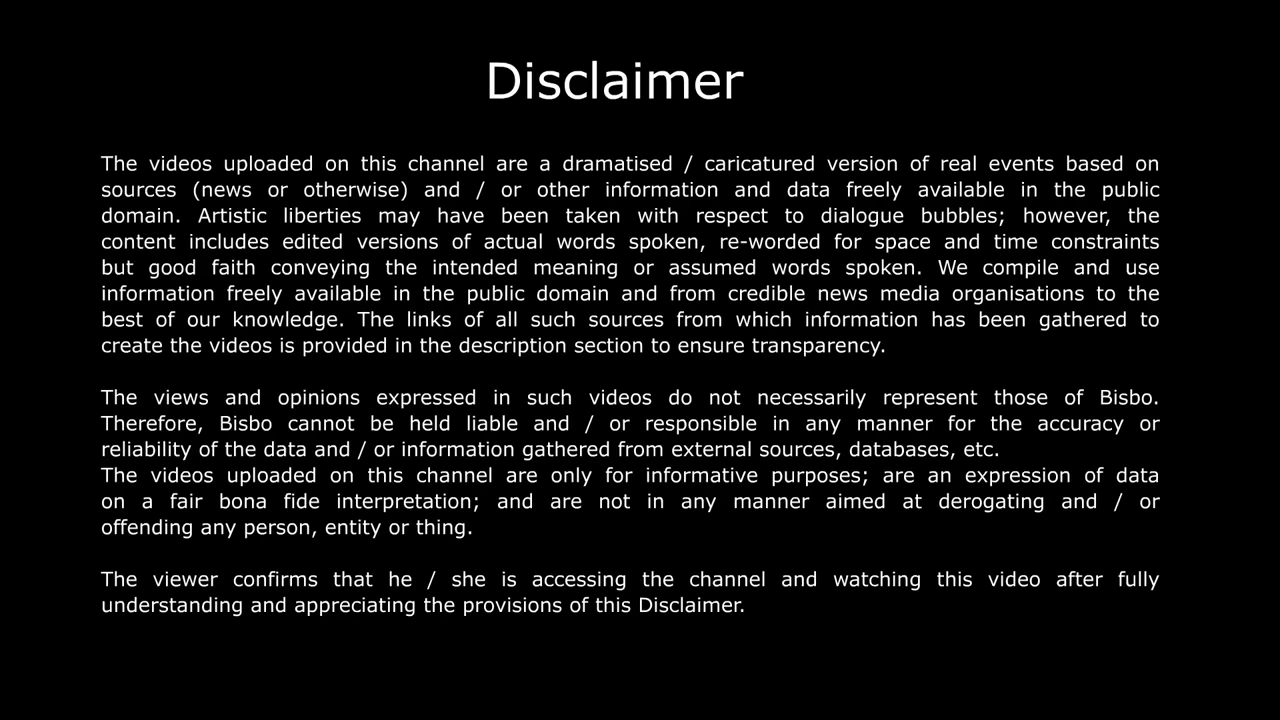 Disclaimer
The videos uploaded on this channel are a dramatised / caricatured version of real events based on
sources (news or otherwise) and / or other information and data freely available in the public
domain. Artistic liberties may have been taken with respect to dialogue bubbles; however, the
content includes edited versions of actual words spoken, re-worded for space and time constraints
but good faith conveying the intended meaning or assumed words spoken. We compile and use
information freely available in the public domain and from credible news media organisations to the
best of our knowledge. The links of all such sources from which information has been gathered to
create the videos is provided in the description section to ensure transparency.
The views and opinions expressed in such videos do not necessarily represent those of Bisbo.
Therefore, Bisbo cannot be held liable and / or responsible in any manner for the accuracy or
reliability of the data and / or information gathered from external sources, databases, etc.
The videos uploaded on this channel are only for informative purposes; are an expression of data
on a fair bona fide interpretation; and are not in any manner aimed at derogating and / or
offending any person, entity or thing.
The viewer confirms that he / she is accessing the channel and watching this video after fully
understanding and appreciating the provisions of this Disclaimer.